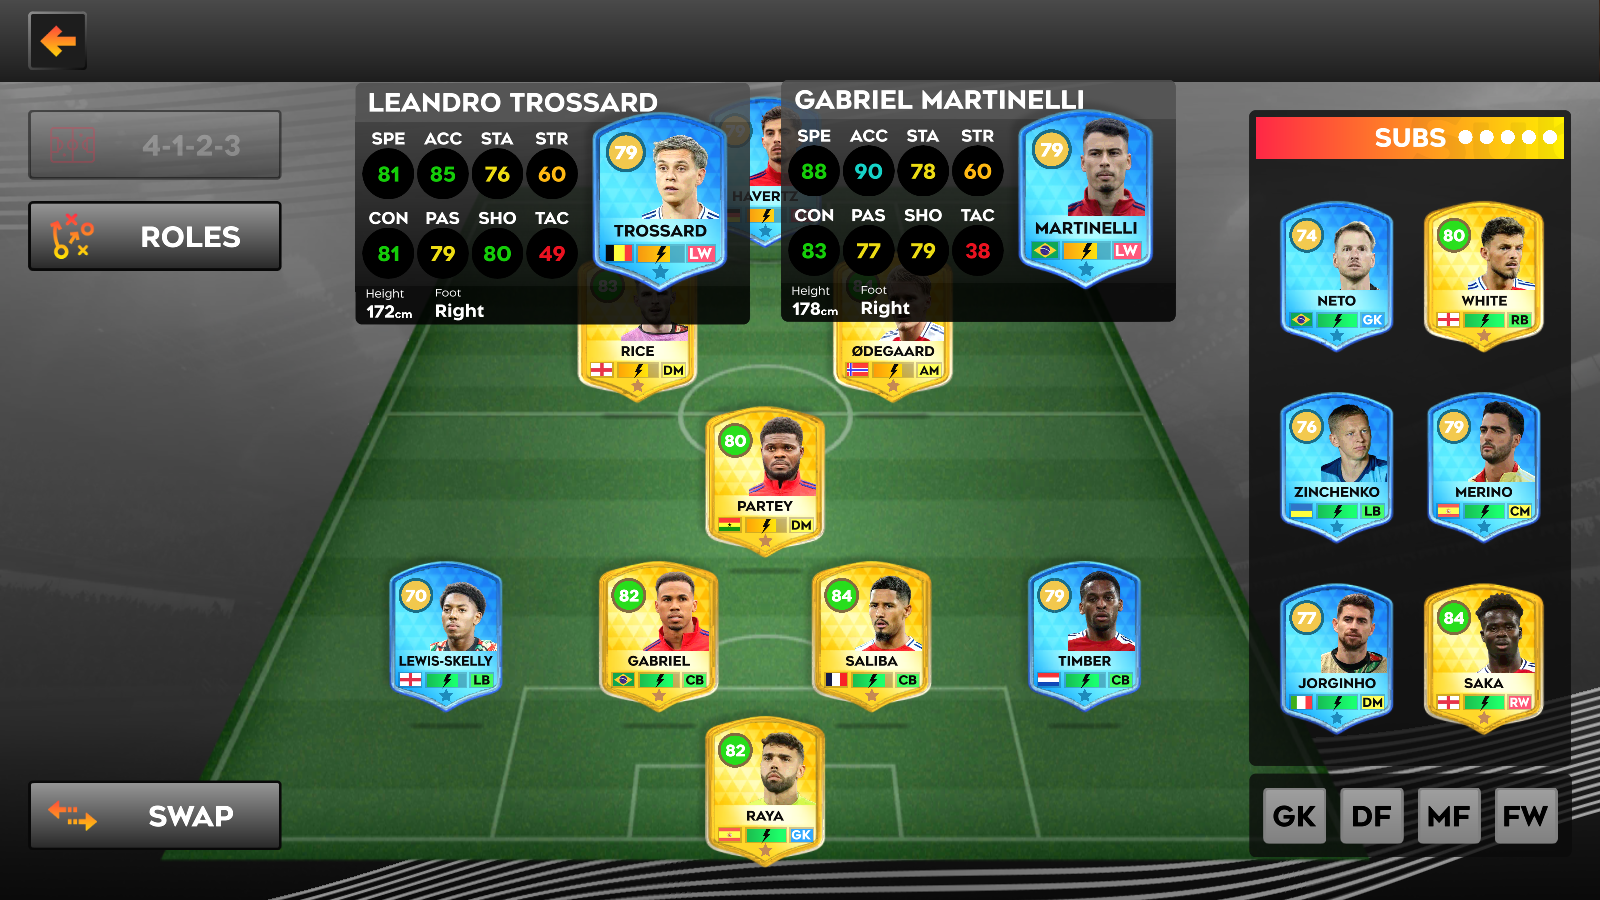 4-1-2-3
ROLES
SWAP
LEANDRO TROSSARD
SPE ACC STA STR
81 85 76 60
CON PAS SHO TAC
81 79 80 49
Height Foot
172cm Right
79
TROSSARD
LW
79
HAVERTZ
GABRIEL MARTINELLI
SPE ACC STA STR
88 90 78 60
CON PAS SHO TAC
83 77 79 38
Height Foot
178cm Right
79
MARTINELLI
LW
83
RICE
DM
ØDEGAARD
AM
80
PARTEY
DM
70
LEWIS-SKELLY
LB
82
GABRIEL
CB
84
SALIBA
CB
79
TIMBER
CB
82
RAYA
GK
SUBS
74
NETO
GK
80
WHITE
RB
76
ZINCHENKO
LB
79
MERINO
CM
77
JORGINHO
DM
84
SAKA
RW
GK DF MF FW